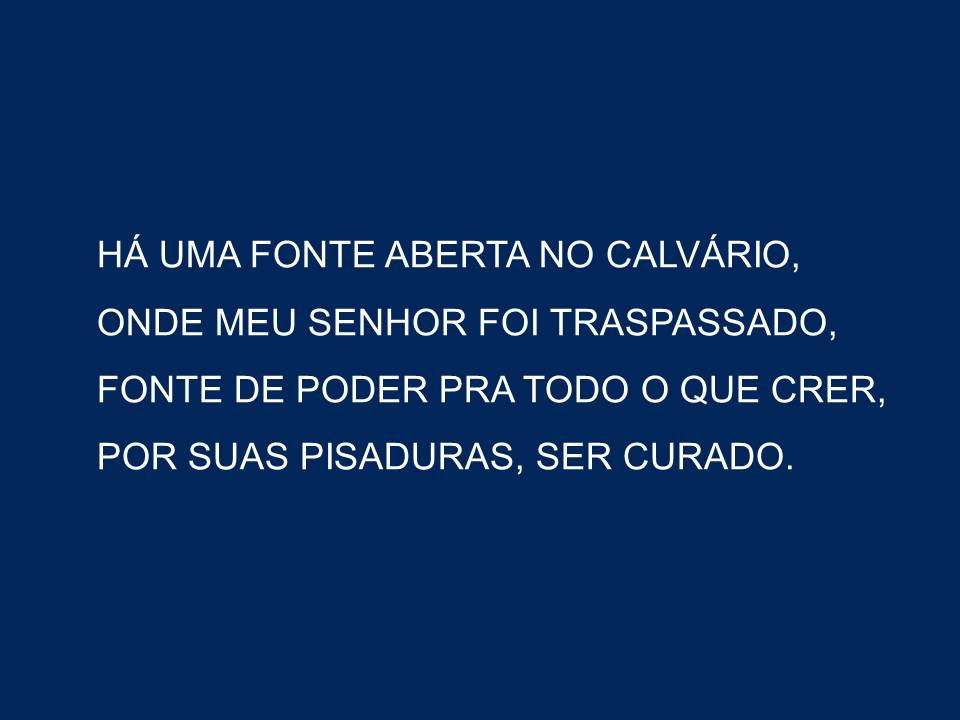 HÁ UMA FONTE ABERTA NO CALVÁRIO,
ONDE MEU SENHOR FOI TRASPASSADO,
FONTE DE PODER PRA TODO O QUE CRER,
POR SUAS PISADURAS, SER CURADO.